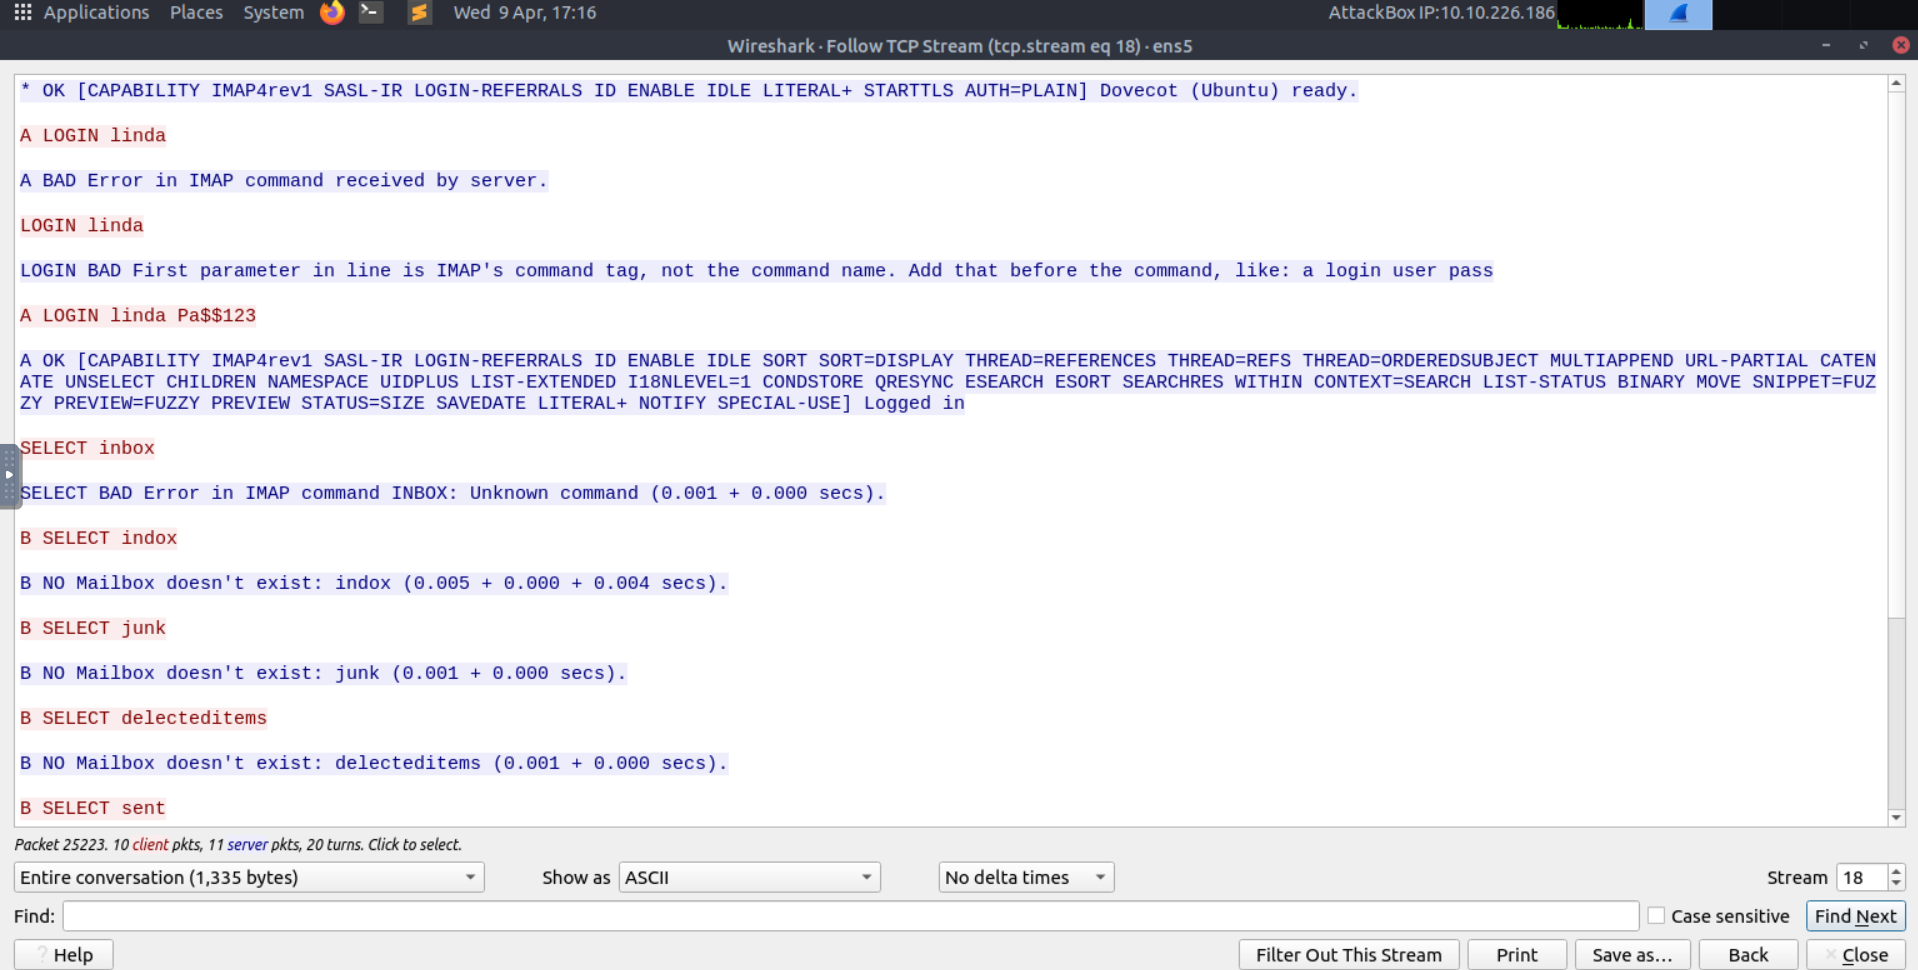 Applications Places System Wed 9 Apr, 17:16 AttackBox IP:10.10.226.186
Wireshark · Follow TCP Stream (tcp.stream eq 18) · ens5
* OK [CAPABILITY IMAP4rev1 SASL-IR LOGIN-REFERRALS ID ENABLE IDLE LITERAL+ STARTTLS AUTH=PLAIN] Dovecot (Ubuntu) ready.
A LOGIN linda
A BAD Error in IMAP command received by server.
LOGIN linda
LOGIN BAD First parameter in line is IMAP's command tag, not the command name. Add that before the command, like: a login user pass
A LOGIN linda Pa$$123
A OK [CAPABILITY IMAP4rev1 SASL-IR LOGIN-REFERRALS ID ENABLE IDLE SORT SORT=DISPLAY THREAD=REFERENCES THREAD=REFS THREAD=ORDEREDSUBJECT MULTIAPPEND URL-PARTIAL CATEN
ATE UNSELECT CHILDREN NAMESPACE UIDPLUS LIST-EXTENDED I18NLEVEL=1 CONDSTORE QRESYNC ESEARCH ESORT SEARCHRES WITHIN CONTEXT=SEARCH LIST-STATUS BINARY MOVE SNIPPET=FUZ
ZY PREVIEW=FUZZY PREVIEW STATUS=SIZE SAVEDATE LITERAL+ NOTIFY SPECIAL-USE] Logged in
SELECT inbox
SELECT BAD Error in IMAP command INBOX: Unknown command (0.001 + 0.000 secs).
B SELECT indox
B NO Mailbox doesn't exist: indox (0.005 + 0.000 + 0.004 secs).
B SELECT junk
B NO Mailbox doesn't exist: junk (0.001 + 0.000 secs).
B SELECT delecteditems
B NO Mailbox doesn't exist: delecteditems (0.001 + 0.000 secs).
B SELECT sent
Packet 25223. 10 client pkts, 11 server pkts, 20 turns. Click to select.
Entire conversation (1,335 bytes) Show as ASCII No delta times Stream 18
Find: Case sensitive Find Next
Help Filter Out This Stream Print Save as... Back Close